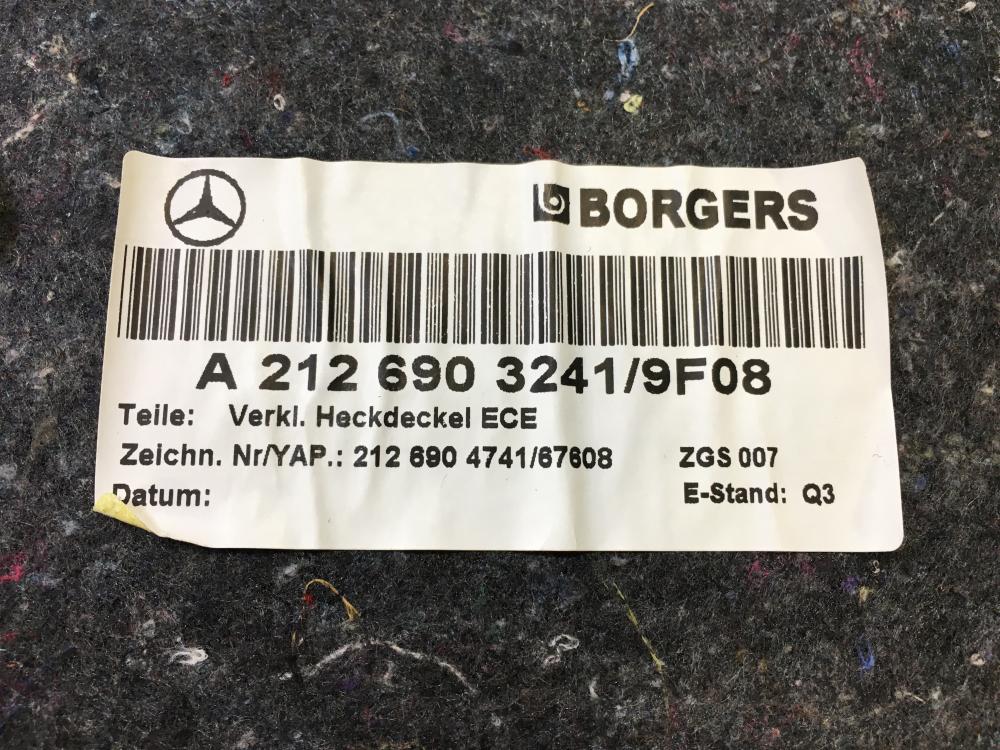 BORGERS
A 212 690 3241/9F08
Teile: Verkl. Heckdeckel ECE
Zeichn. Nr/YAP.: 212 690 4741/67608 ZGS 007
Datum: E-Stand: Q3